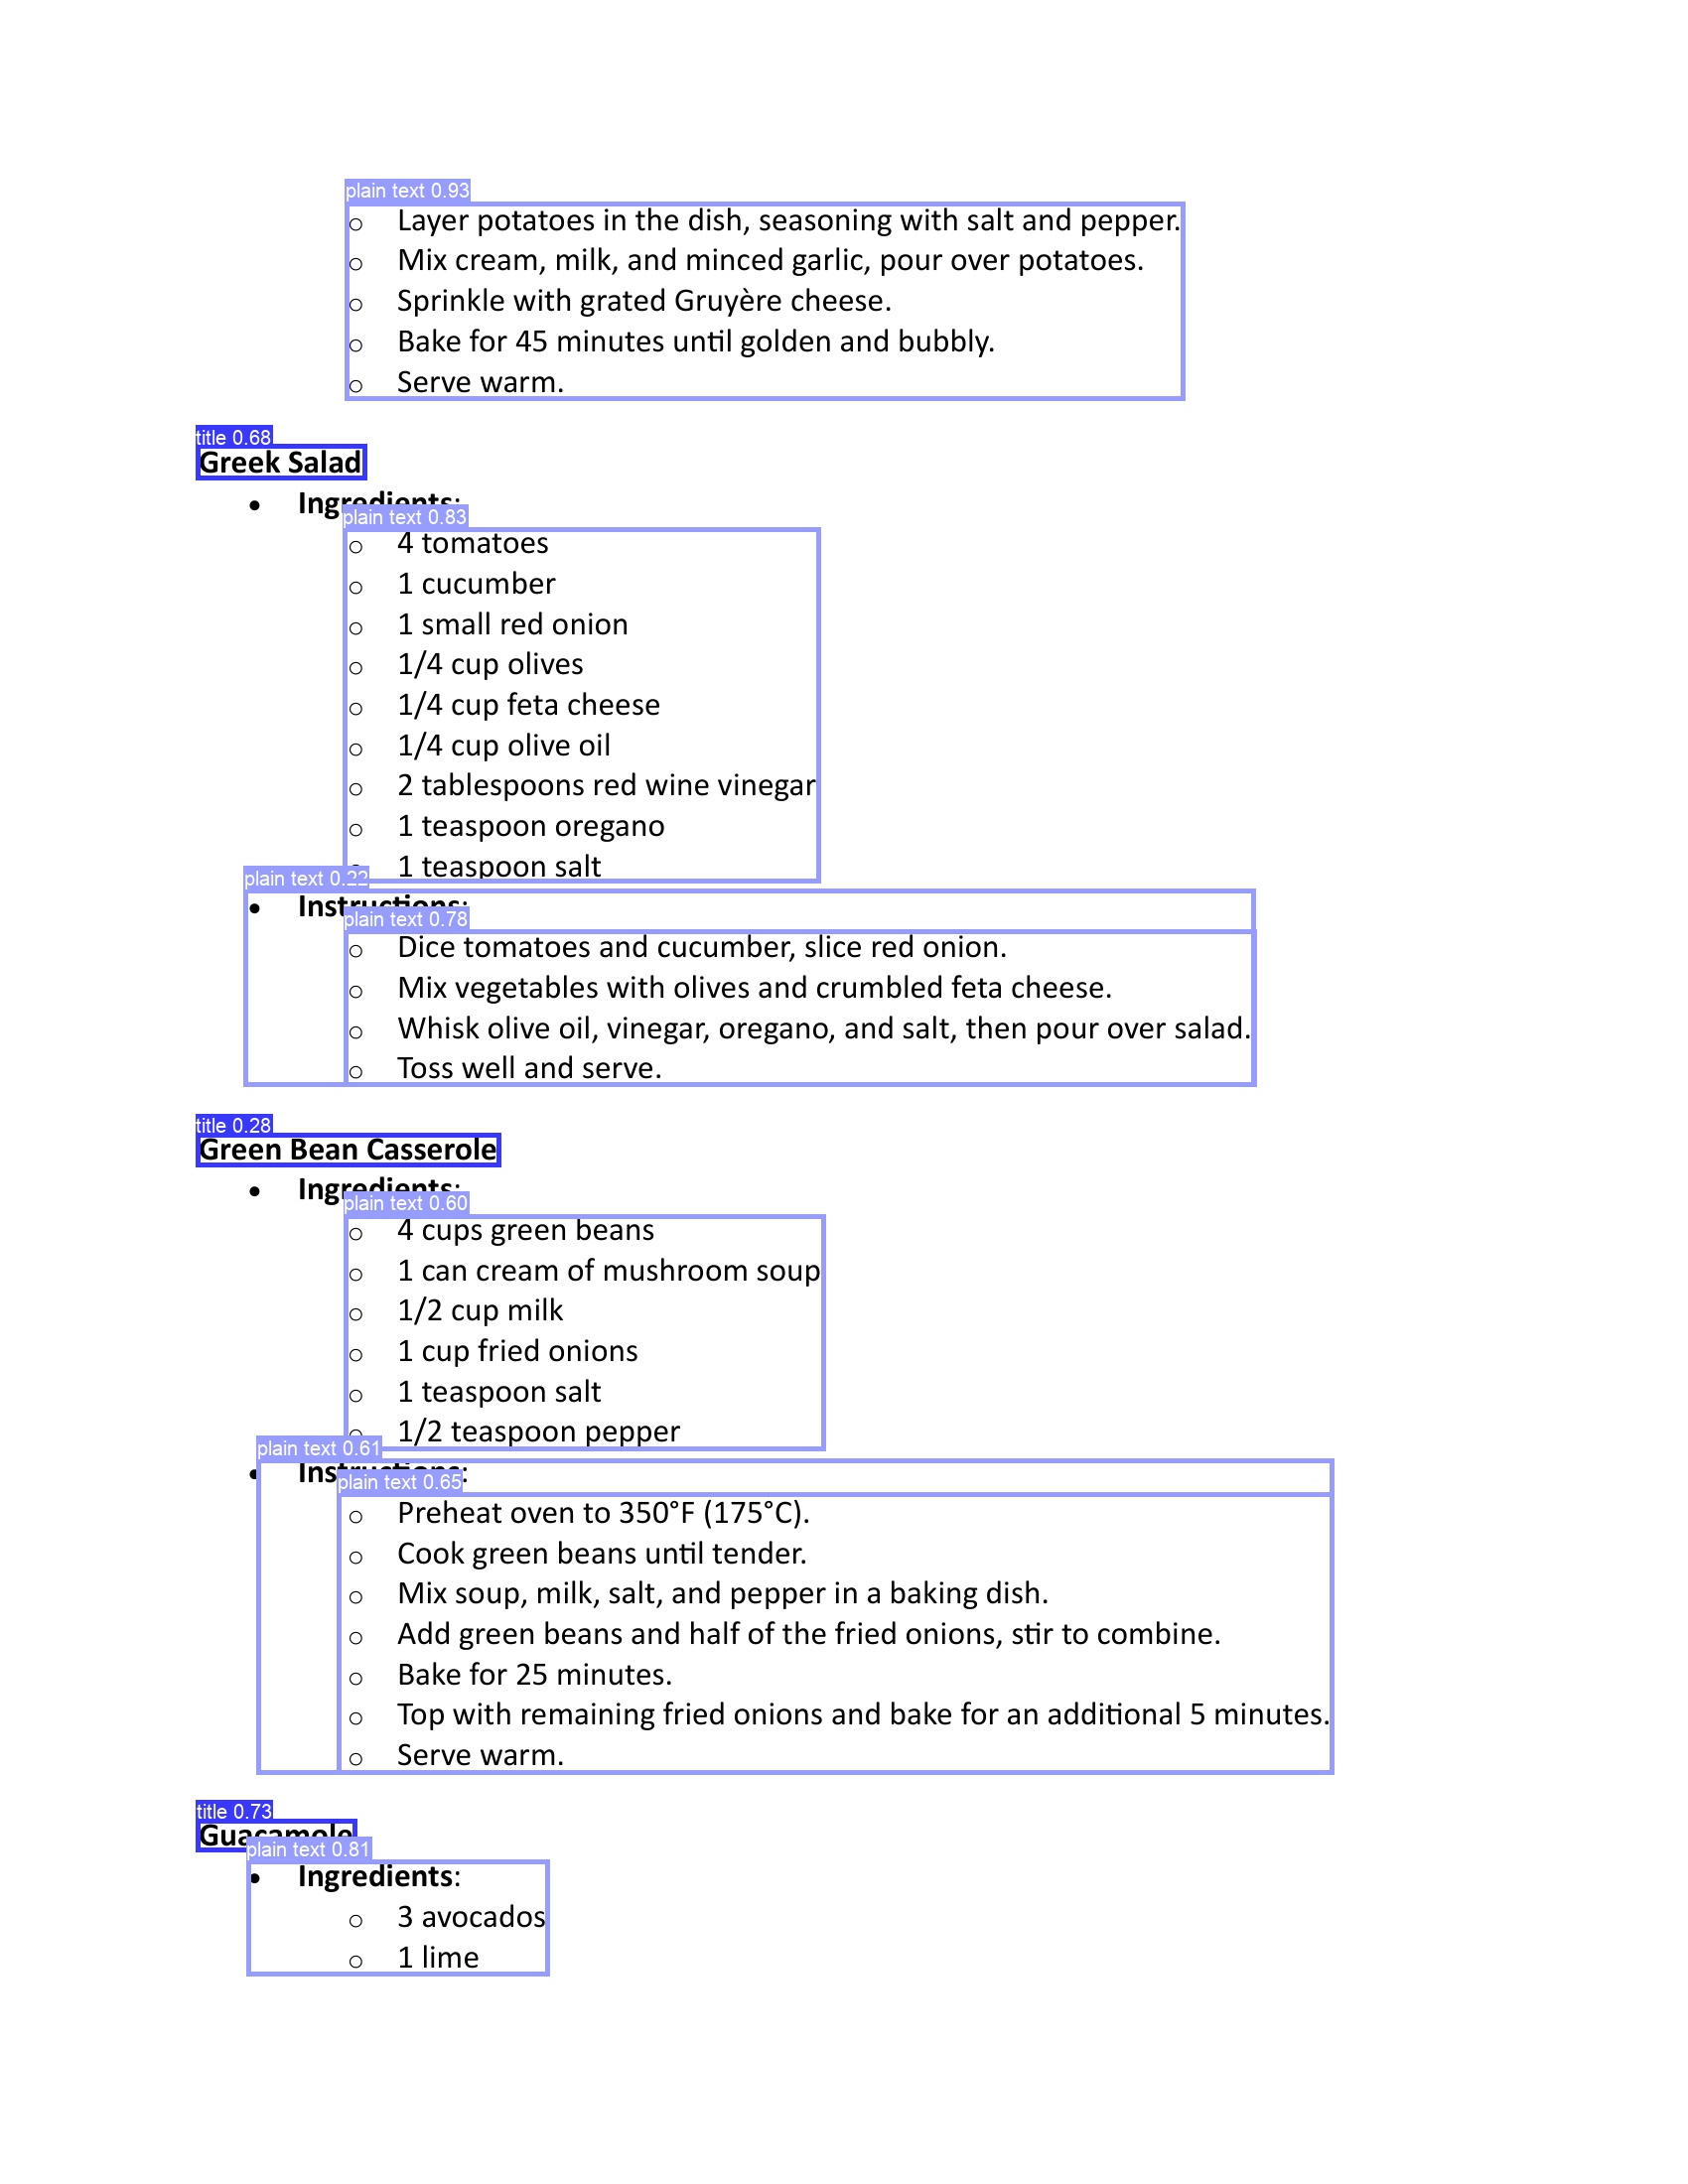 plain text 0.93
○ Layer potatoes in the dish, seasoning with salt and pepper.
○ Mix cream, milk, and minced garlic, pour over potatoes.
○ Sprinkle with grated Gruyère cheese.
○ Bake for 45 minutes until golden and bubbly.
○ Serve warm.
title 0.68
Greek Salad
• Ingredients:
plain text 0.83
○ 4 tomatoes
○ 1 cucumber
○ 1 small red onion
○ 1/4 cup olives
○ 1/4 cup feta cheese
○ 1/4 cup olive oil
○ 2 tablespoons red wine vinegar
○ 1 teaspoon oregano
○ 1 teaspoon salt
plain text 0.22
• Instructions:
plain text 0.78
○ Dice tomatoes and cucumber, slice red onion.
○ Mix vegetables with olives and crumbled feta cheese.
○ Whisk olive oil, vinegar, oregano, and salt, then pour over salad.
○ Toss well and serve.
title 0.28
Green Bean Casserole
• Ingredients:
plain text 0.60
○ 4 cups green beans
○ 1 can cream of mushroom soup
○ 1/2 cup milk
○ 1 cup fried onions
○ 1 teaspoon salt
○ 1/2 teaspoon pepper
plain text 0.61
• Instructions:
plain text 0.65
○ Preheat oven to 350°F (175°C).
○ Cook green beans until tender.
○ Mix soup, milk, salt, and pepper in a baking dish.
○ Add green beans and half of the fried onions, stir to combine.
○ Bake for 25 minutes.
○ Top with remaining fried onions and bake for an additional 5 minutes.
○ Serve warm.
title 0.73
Guacamole
plain text 0.81
• Ingredients:
○ 3 avocados
○ 1 lime